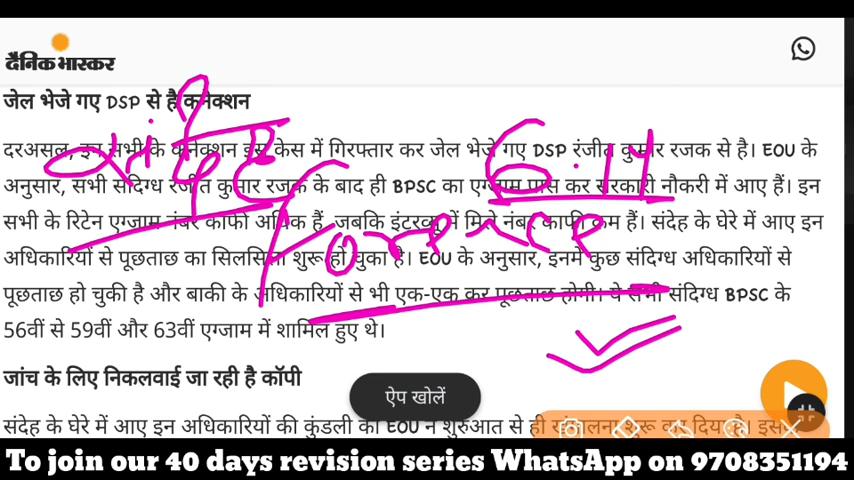 दैनिक भास्कर
जेल भेजे गए DSP से है कनेक्शन
दरअसल, इन सभी के कनेक्शन इस केस में गिरफ्तार कर जेल भेजे गए DSP रंजीत कुमार रजक से है। EOU के
अनुसार, सभी संदिग्ध रंजीत कुमार रजक के बाद ही BPSC का एग्जाम पास कर सरकारी नौकरी में आए हैं। इन
सभी के रिटेन एग्जाम नंबर काफी अधिक हैं, जबकि इंटरव्यू में मिले नंबर काफी कम हैं। संदेह के घेरे में आए इन
अधिकारियों से पूछताछ का सिलसिला शुरू हो चुका है। EOU के अनुसार, इनमें कुछ संदिग्ध अधिकारियों से
पूछताछ हो चुकी है और बाकी के अधिकारियों से भी एक-एक कर पूछताछ होगी। ये सभी संदिग्ध BPSC के
56वीं से 59वीं और 63वीं एग्जाम में शामिल हुए थे।
जांच के लिए निकलवाई जा रही है कॉपी
ऐप खोलें
संदेह के घेरे में आए इन अधिकारियों की कुंडली को EOU ने शुरुआत से ही खंगालना शुरू कर दिया है। इस
To join our 40 days revision series WhatsApp on 9708351194